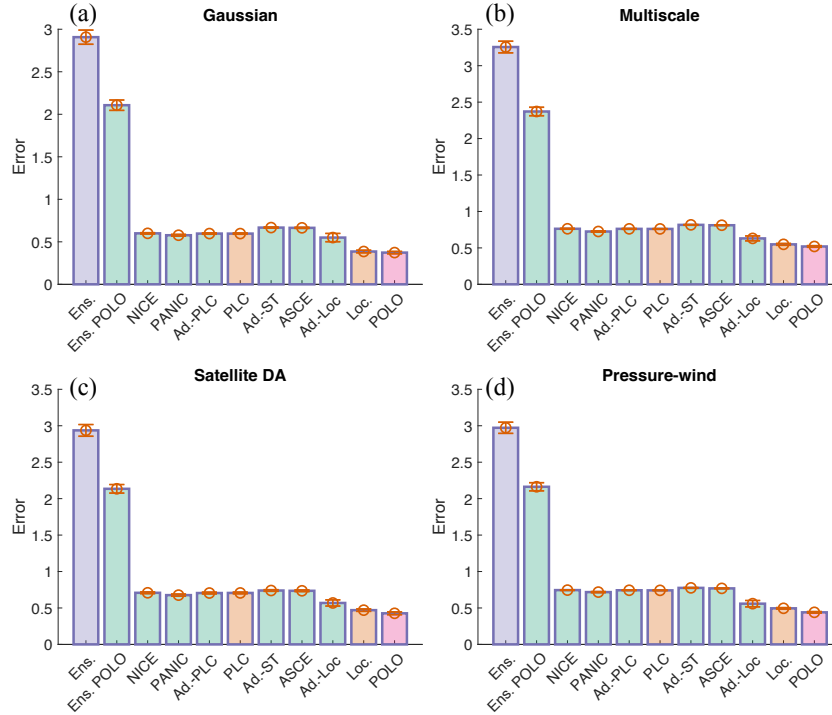 (a) Gaussian
3
2.5
2
1.5
1
0.5
0
Error
Ens.
Ens. POLO
NICE
PANIC
Ad.-PLC
PLC
Ad.-ST
ASCE
Ad.-Loc
Loc.
POLO
(b) Multiscale
3.5
3
2.5
2
1.5
1
0.5
0
Error
Ens.
Ens. POLO
NICE
PANIC
Ad.-PLC
PLC
Ad.-ST
ASCE
Ad.-Loc
Loc.
POLO
(c) Satellite DA
3.5
3
2.5
2
1.5
1
0.5
0
Error
Ens.
Ens. POLO
NICE
PANIC
Ad.-PLC
PLC
Ad.-ST
ASCE
Ad.-Loc
Loc.
POLO
(d) Pressure-wind
3.5
3
2.5
2
1.5
1
0.5
0
Error
Ens.
Ens. POLO
NICE
PANIC
Ad.-PLC
PLC
Ad.-ST
ASCE
Ad.-Loc
Loc.
POLO